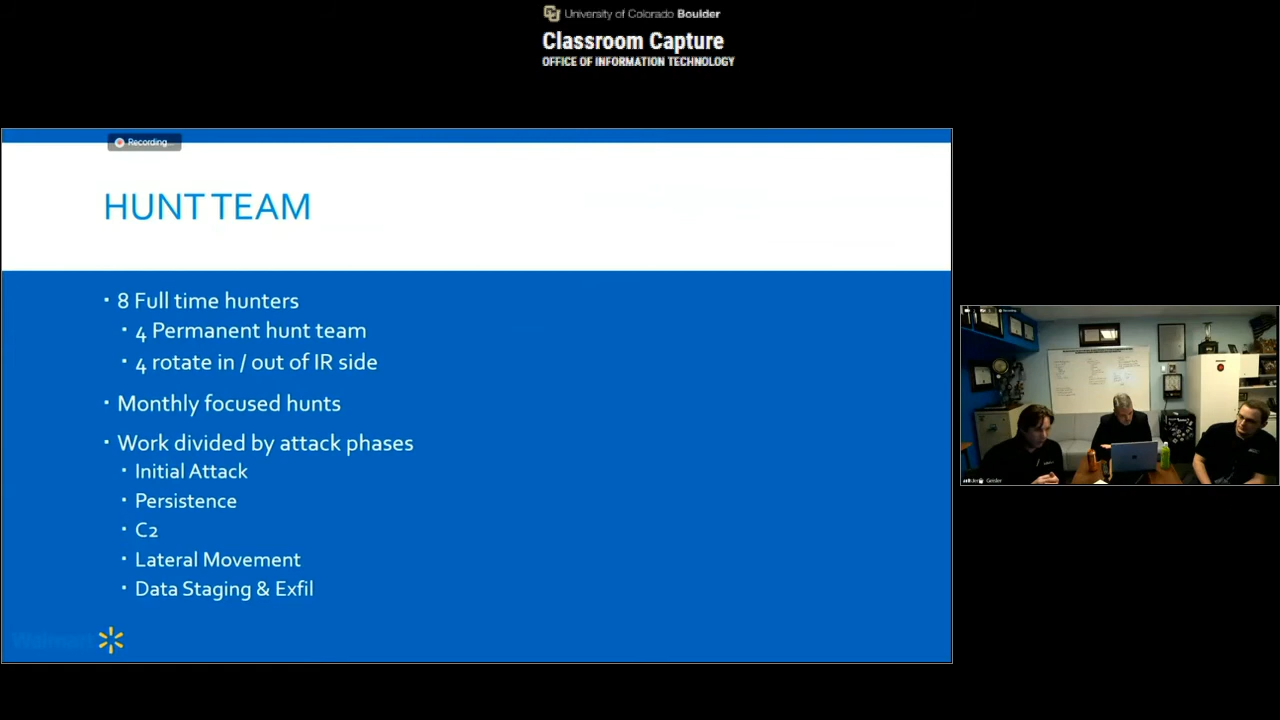 University of Colorado Boulder
Classroom Capture
OFFICE OF INFORMATION TECHNOLOGY
Recording...
HUNT TEAM
▪ 8 Full time hunters
▪ 4 Permanent hunt team
▪ 4 rotate in / out of IR side
▪ Monthly focused hunts
▪ Work divided by attack phases
▪ Initial Attack
▪ Persistence
▪ C2
▪ Lateral Movement
▪ Data Staging & Exfil
Walmart